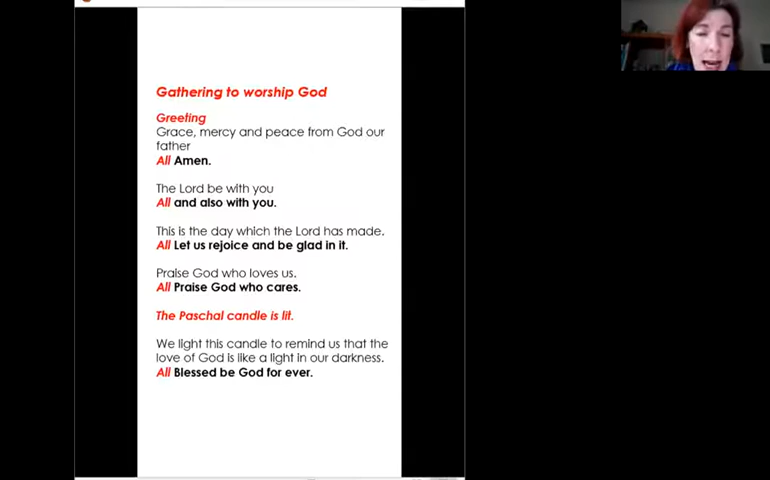 Gathering to worship God
Greeting
Grace, mercy and peace from God our
father
All Amen.
The Lord be with you
All and also with you.
This is the day which the Lord has made.
All Let us rejoice and be glad in it.
Praise God who loves us.
All Praise God who cares.
The Paschal candle is lit.
We light this candle to remind us that the
love of God is like a light in our darkness.
All Blessed be God for ever.